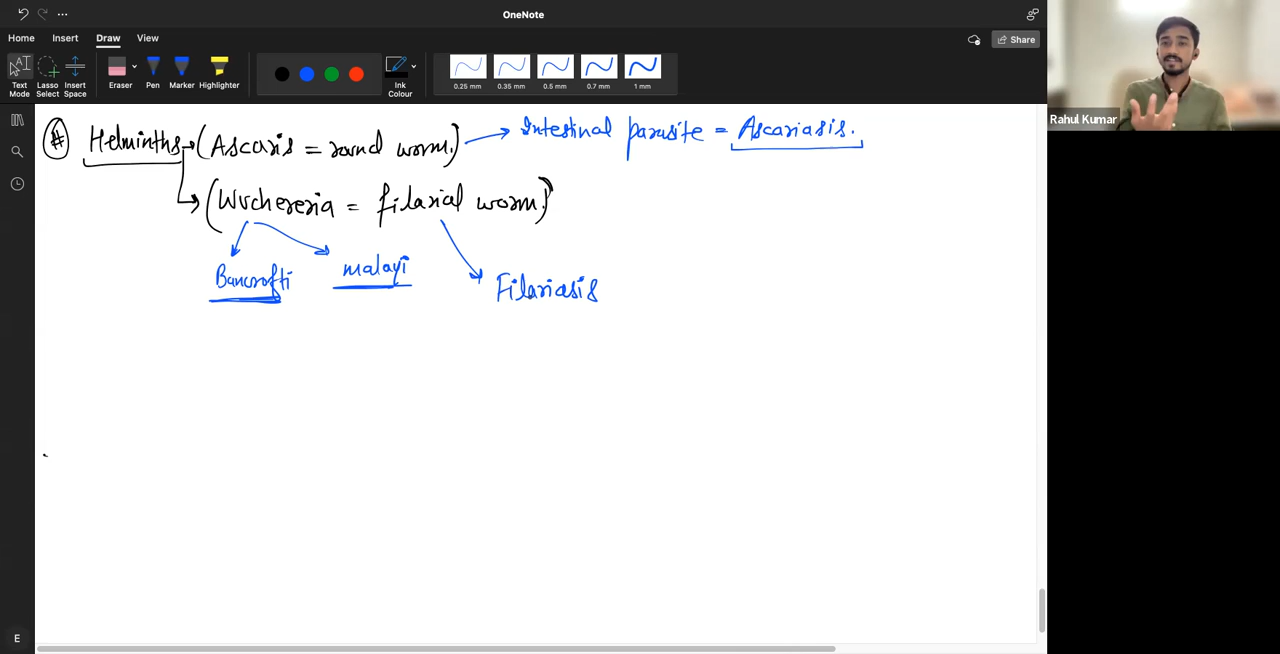 OneNote
Home Insert Draw View
Share
Text Mode
Lasso Select
Insert Space
Eraser
Pen
Marker
Highlighter
Ink Colour
0.25 mm
0.35 mm
0.5 mm
0.7 mm
1 mm
Rahul Kumar
# Helminths → (Ascaris = round worm.) → Intestinal parasite = Ascariasis.
→ (Wuchereria = filarial worm.)
Bancrofti malayi Filariasis
E